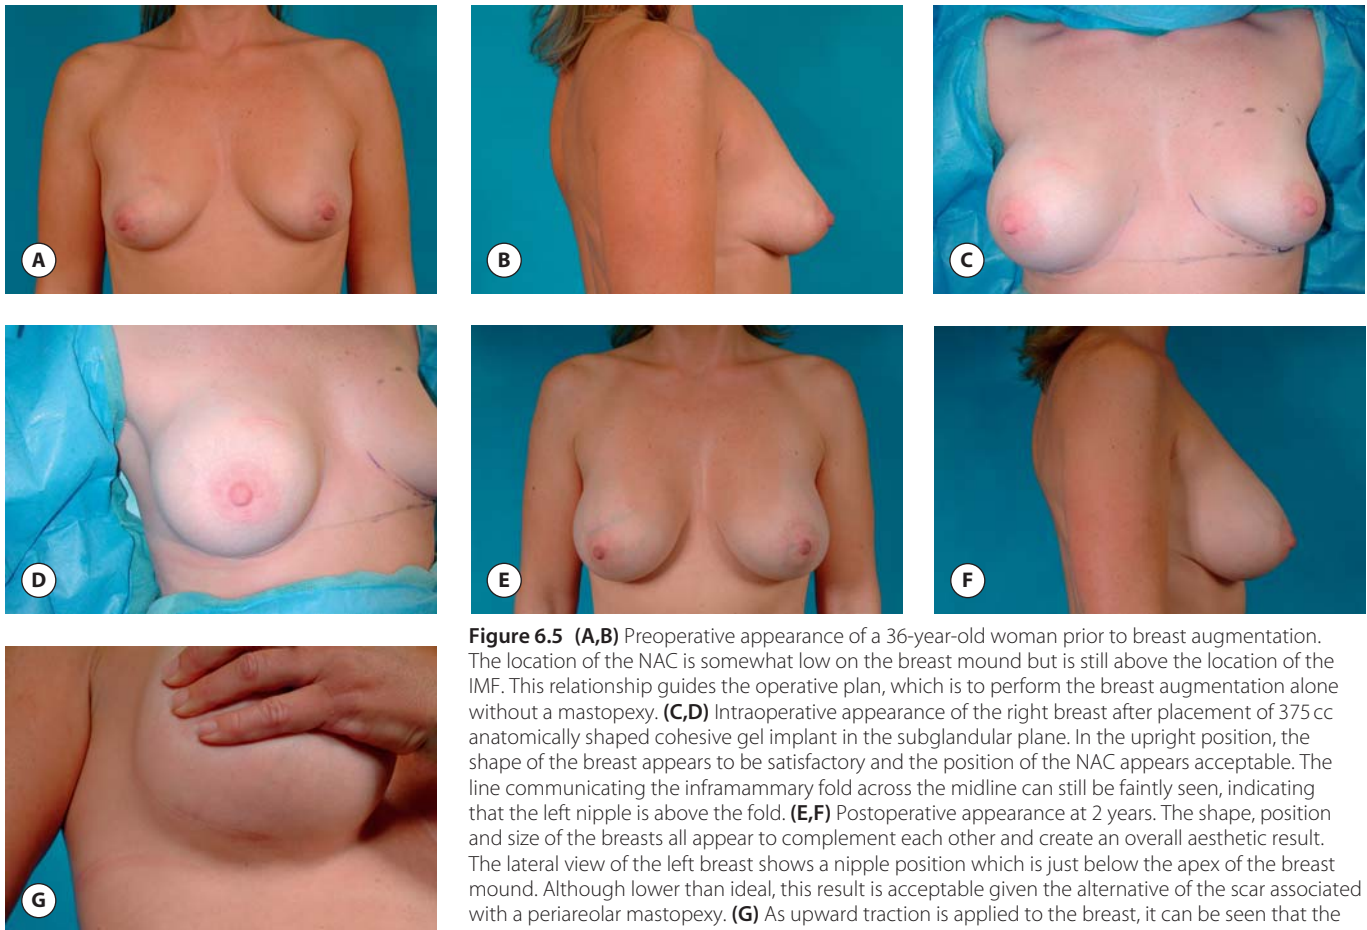 A
B
C
D
E
F
Figure 6.5 (A,B) Preoperative appearance of a 36-year-old woman prior to breast augmentation.
The location of the NAC is somewhat low on the breast mound but is still above the location of the
IMF. This relationship guides the operative plan, which is to perform the breast augmentation alone
without a mastopexy. (C,D) Intraoperative appearance of the right breast after placement of 375 cc
anatomically shaped cohesive gel implant in the subglandular plane. In the upright position, the
shape of the breast appears to be satisfactory and the position of the NAC appears acceptable. The
line communicating the inframammary fold across the midline can still be faintly seen, indicating
that the left nipple is above the fold. (E,F) Postoperative appearance at 2 years. The shape, position
and size of the breasts all appear to complement each other and create an overall aesthetic result.
The lateral view of the left breast shows a nipple position which is just below the apex of the breast
mound. Although lower than ideal, this result is acceptable given the alternative of the scar associated
with a periareolar mastopexy. (G) As upward traction is applied to the breast, it can be seen that the
G